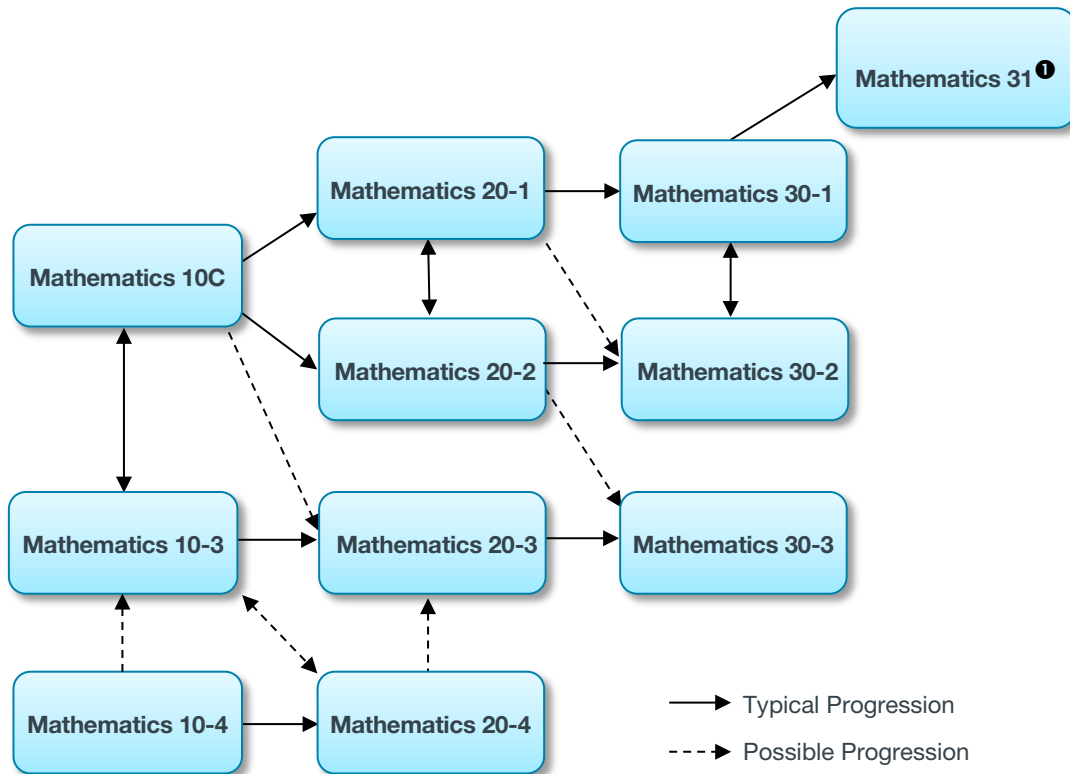 Mathematics 31❶
Mathematics 20-1
Mathematics 30-1
Mathematics 10C
Mathematics 20-2
Mathematics 30-2
Mathematics 10-3
Mathematics 20-3
Mathematics 30-3
Mathematics 10-4
Mathematics 20-4
Typical Progression
Possible Progression